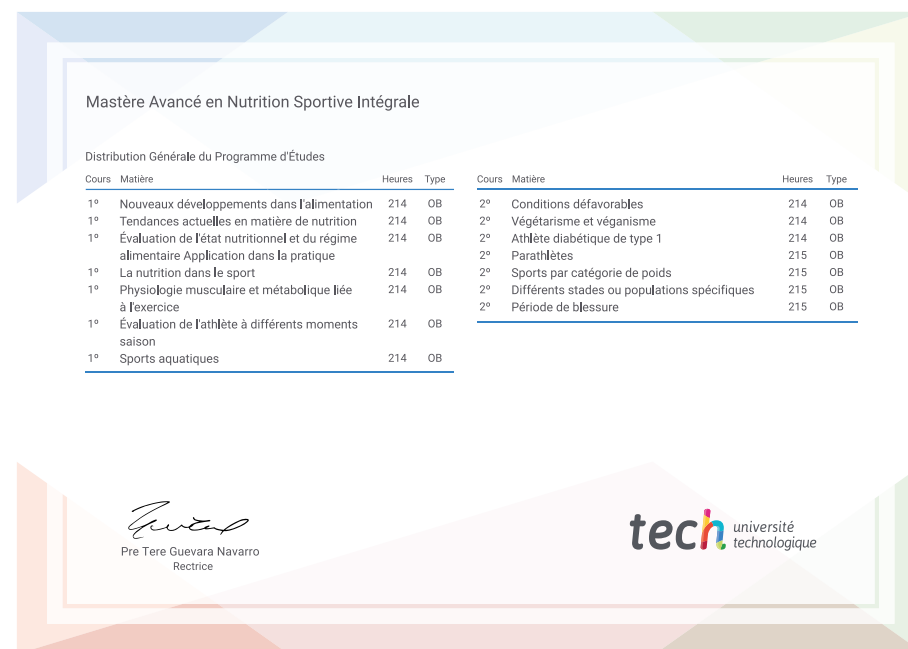 Mastère Avancé en Nutrition Sportive Intégrale
Distribution Générale du Programme d'Études
Cours Matière Heures Type
1º Nouveaux développements dans l'alimentation 214 OB
1º Tendances actuelles en matière de nutrition 214 OB
1º Évaluation de l'état nutritionnel et du régime 214 OB
alimentaire Application dans la pratique
1º La nutrition dans le sport 214 OB
1º Physiologie musculaire et métabolique liée 214 OB
à l'exercice
1º Évaluation de l'athlète à différents moments 214 OB
saison
1º Sports aquatiques 214 OB
Cours Matière Heures Type
2º Conditions défavorables 214 OB
2º Végétarisme et véganisme 214 OB
2º Athlète diabétique de type 1 214 OB
2º Parathlètes 215 OB
2º Sports par catégorie de poids 215 OB
2º Différents stades ou populations spécifiques 215 OB
2º Période de blessure 215 OB
Pre Tere Guevara Navarro
Rectrice
tech université
technologique